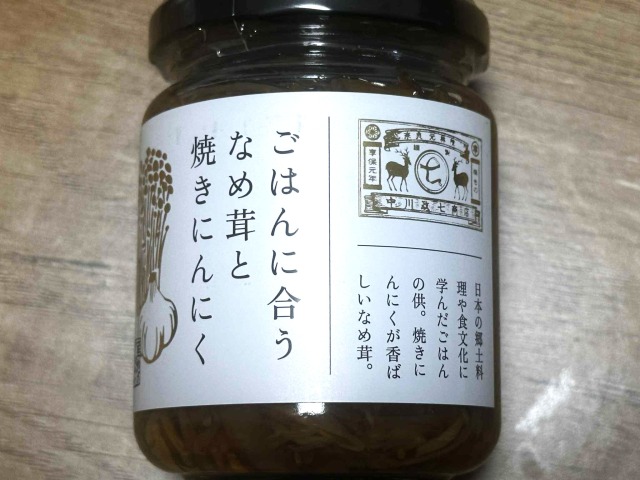 ごはんに合う
なめ茸と
焼きにんにく
中川政七商店
七
享保元年
日本の郷土料
理や食文化に
学んだごはん
の供。焼きに
んにくが香ば
しいなめ茸。